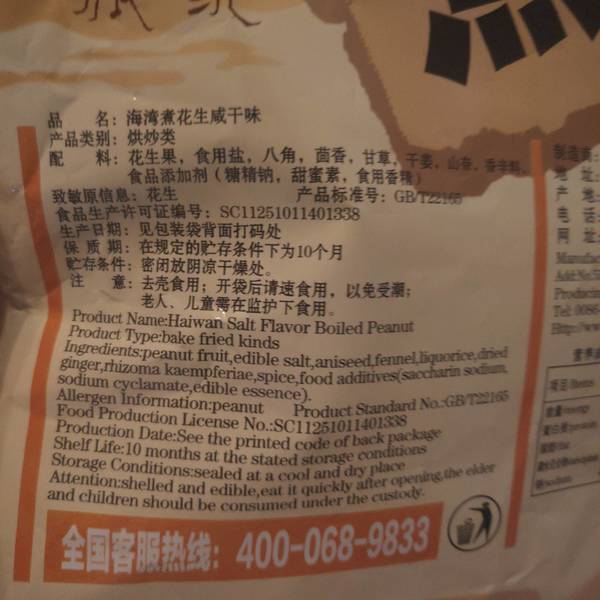 品 名：海湾煮花生咸干味
产品类别：烘炒类
配 料：花生果，食用盐，八角，茴香，甘草，干姜，山奈，香辛料，
食品添加剂（糖精钠，甜蜜素，食用香精）
致敏原信息：花生 产品标准号：GB/T22165
食品生产许可证编号：SC11251011401338
生产日期：见包装袋背面打码处
保 质 期：在规定的贮存条件下为10个月
贮存条件：密闭放阴凉干燥处。
注 意：去壳食用；开袋后请速食用，以免受潮；
老人、儿童需在监护下食用。
Product Name:Haiwan Salt Flavor Boiled Peanut
Product Type:bake fried kinds
Ingredients:peanut fruit,edible salt,aniseed,fennel,liquorice,dried
ginger,rhizoma kaempferiae,spice,food additives(saccharin sodium,
sodium cyclamate,edible essence).
Allergen Information:peanut Product Standard No.:GB/T22165
Food Production License No.:SC11251011401338
Production Date:See the printed code of back package
Shelf Life:10 months at the stated storage conditions
Storage Conditions:sealed at a cool and dry place
Attention:shelled and edible,eat it quickly after opening,the elder
and children should be consumed under the custody.
全国客服热线：400-068-9833
制造商：
地 址：
产 地：
电 话：
网 址：